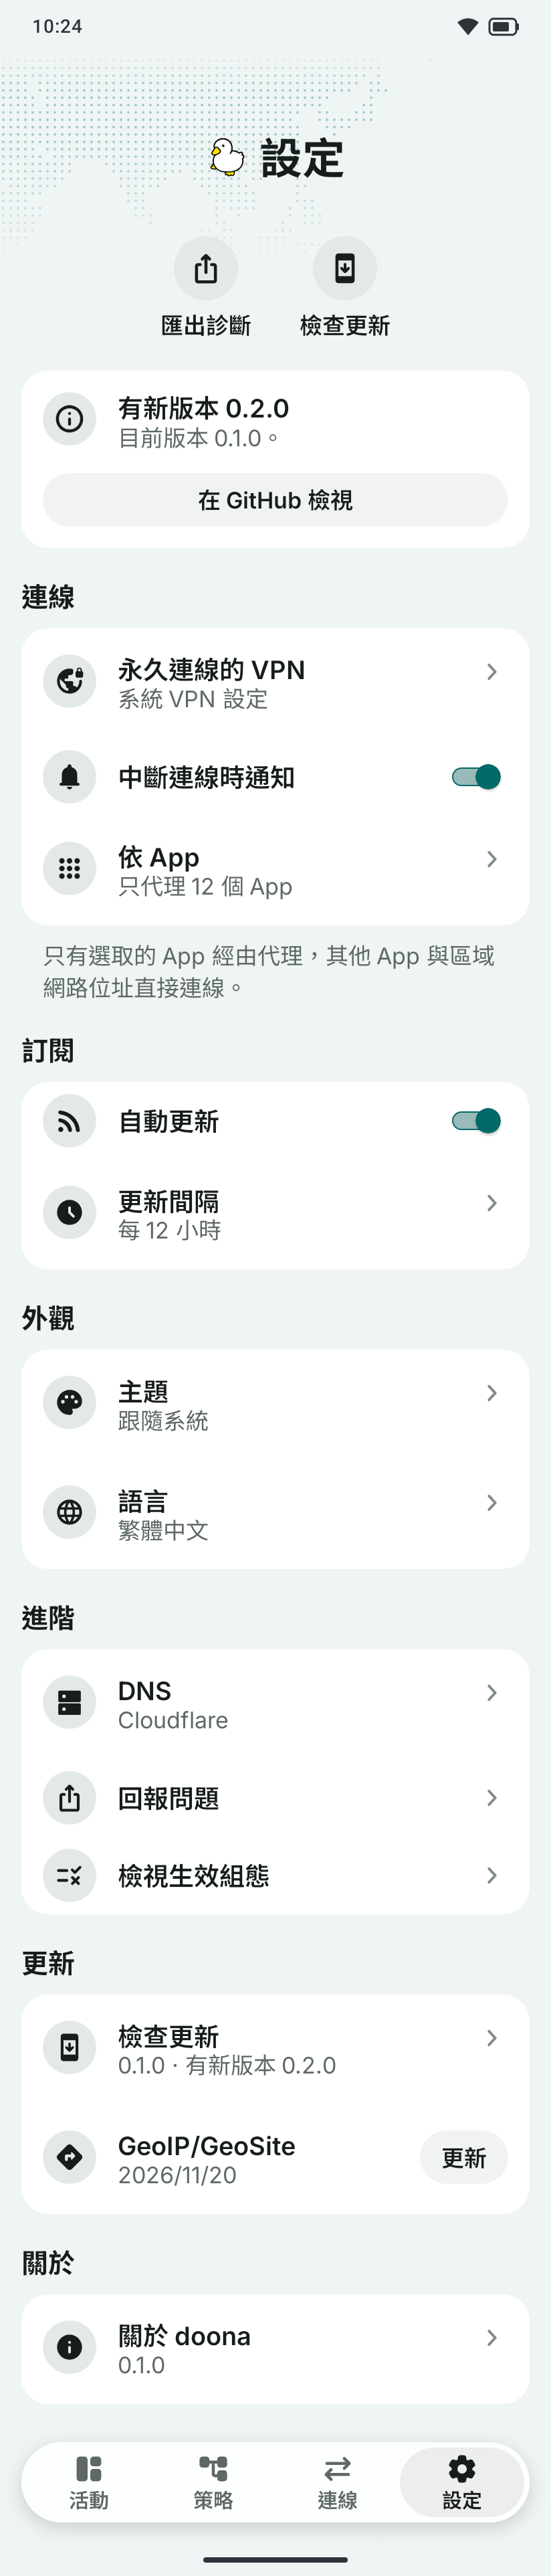 10:24
設定
匯出診斷
檢查更新
有新版本 0.2.0
目前版本 0.1.0。
在 GitHub 檢視
連線
永久連線的 VPN
系統 VPN 設定
中斷連線時通知
依 App
只代理 12 個 App
只有選取的 App 經由代理，其他 App 與區域
網路位址直接連線。
訂閱
自動更新
更新間隔
每 12 小時
外觀
主題
跟隨系統
語言
繁體中文
進階
DNS
Cloudflare
回報問題
檢視生效組態
更新
檢查更新
0.1.0 · 有新版本 0.2.0
GeoIP/GeoSite
2026/11/20
更新
關於
關於 doona
0.1.0
活動
策略
連線
設定